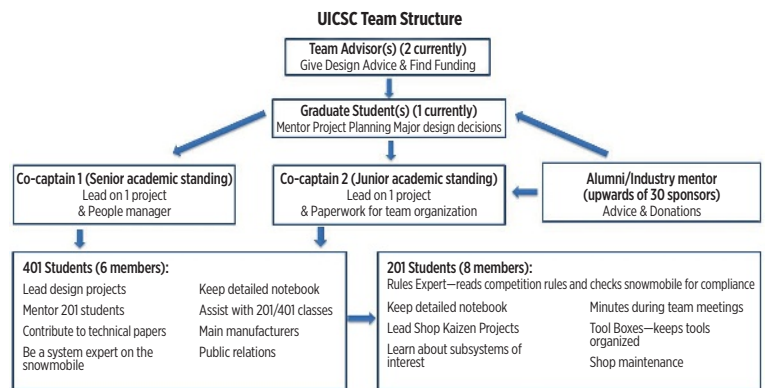 UICSC Team Structure
Team Advisor(s) (2 currently)
Give Design Advice & Find Funding
Graduate Student(s) (1 currently)
Mentor Project Planning Major design decisions
Co-captain 1 (Senior academic standing)
Lead on 1 project
& People manager
Co-captain 2 (Junior academic standing)
Lead on 1 project
& Paperwork for team organization
Alumni/Industry mentor
(upwards of 30 sponsors)
Advice & Donations
401 Students (6 members):
Lead design projects
Mentor 201 students
Contribute to technical papers
Be a system expert on the
snowmobile
Keep detailed notebook
Assist with 201/401 classes
Main manufacturers
Public relations
201 Students (8 members):
Rules Expert—reads competition rules and checks snowmobile for compliance
Keep detailed notebook
Lead Shop Kaizen Projects
Learn about subsystems of
interest
Minutes during team meetings
Tool Boxes—keeps tools
organized
Shop maintenance